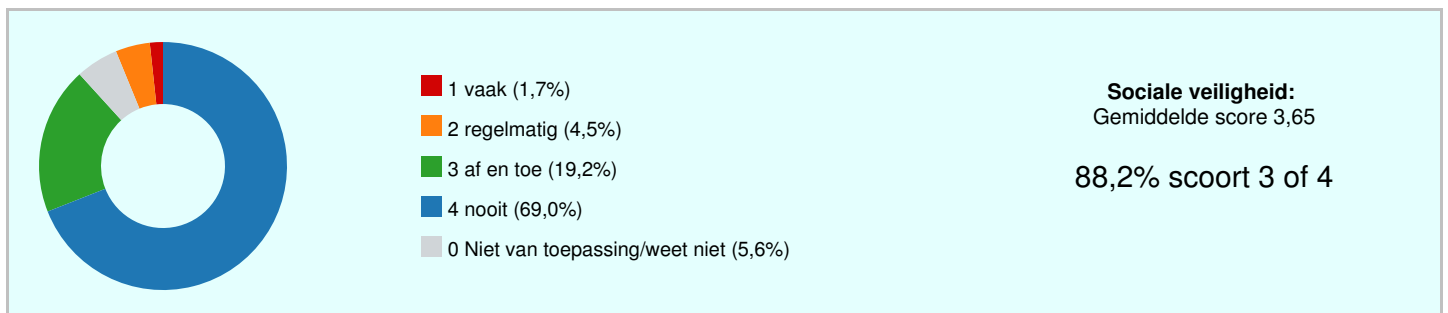 1 vaak (1,7%)
2 regelmatig (4,5%)
3 af en toe (19,2%)
4 nooit (69,0%)
0 Niet van toepassing/weet niet (5,6%)
Sociale veiligheid:
Gemiddelde score 3,65
88,2% scoort 3 of 4